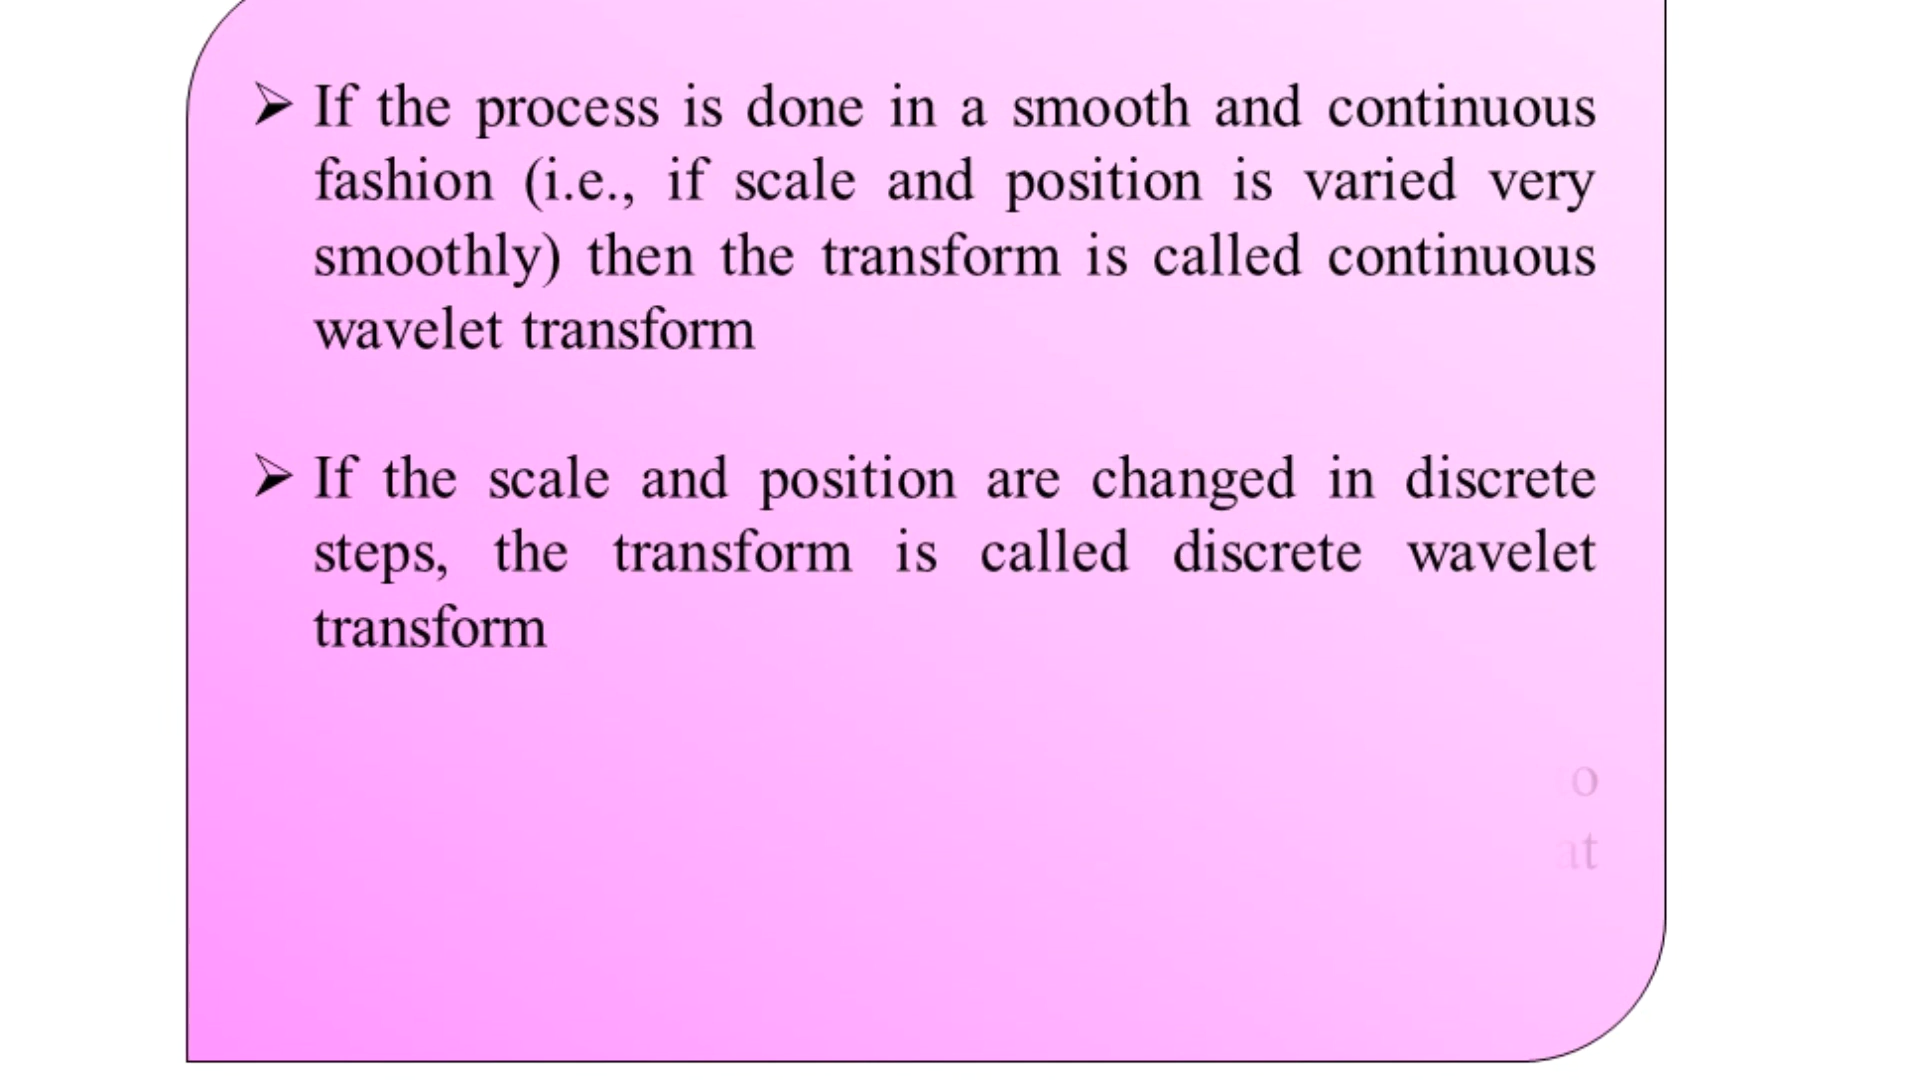 ➢ If the process is done in a smooth and continuous
fashion (i.e., if scale and position is varied very
smoothly) then the transform is called continuous
wavelet transform
➢ If the scale and position are changed in discrete
steps, the transform is called discrete wavelet
transform